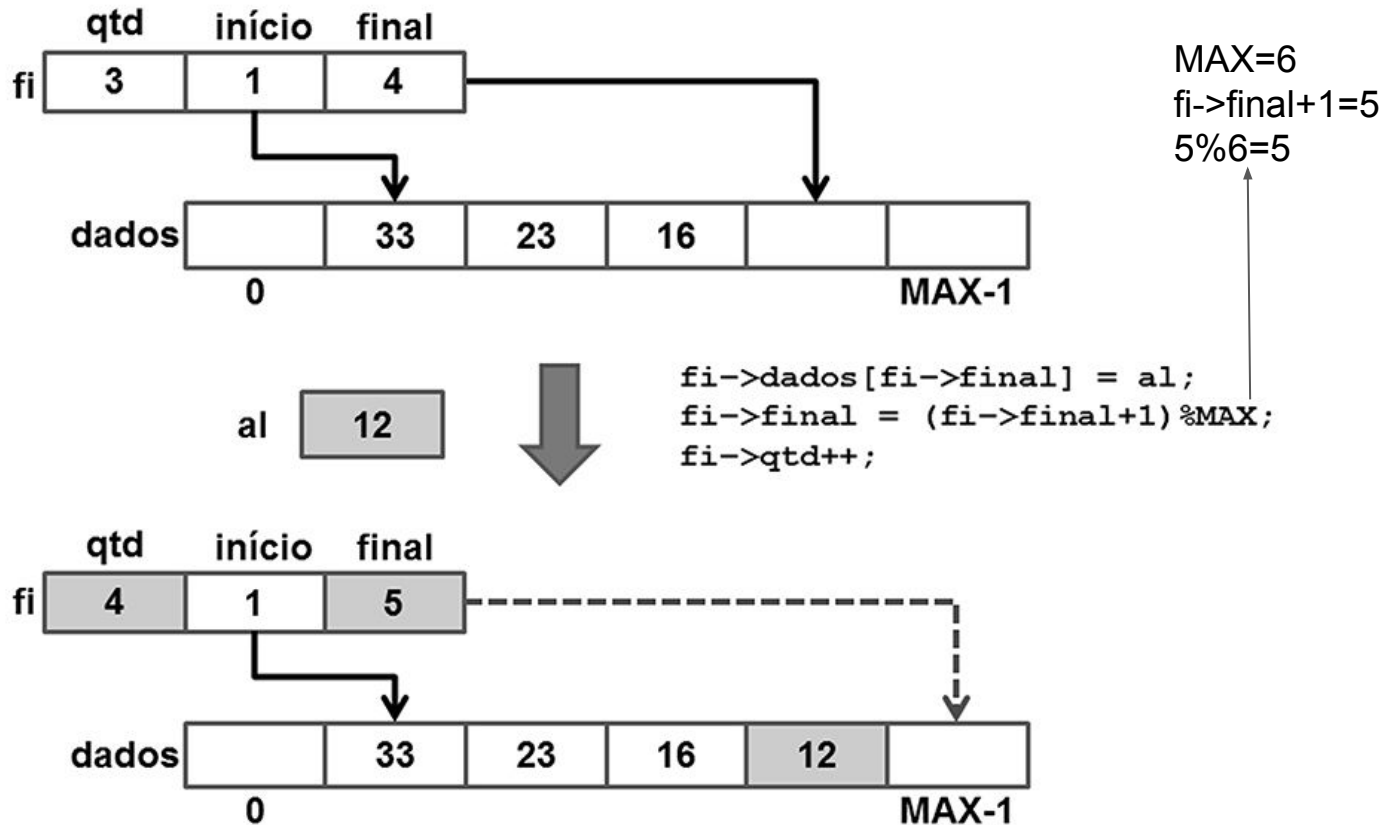 qtd início final
fi 3 1 4
MAX=6
fi->final+1=5
5%6=5
dados 33 23 16
0 MAX-1
al 12
fi->dados[fi->final] = al;
fi->final = (fi->final+1)%MAX;
fi->qtd++;
qtd início final
fi 4 1 5
dados 33 23 16 12
0 MAX-1